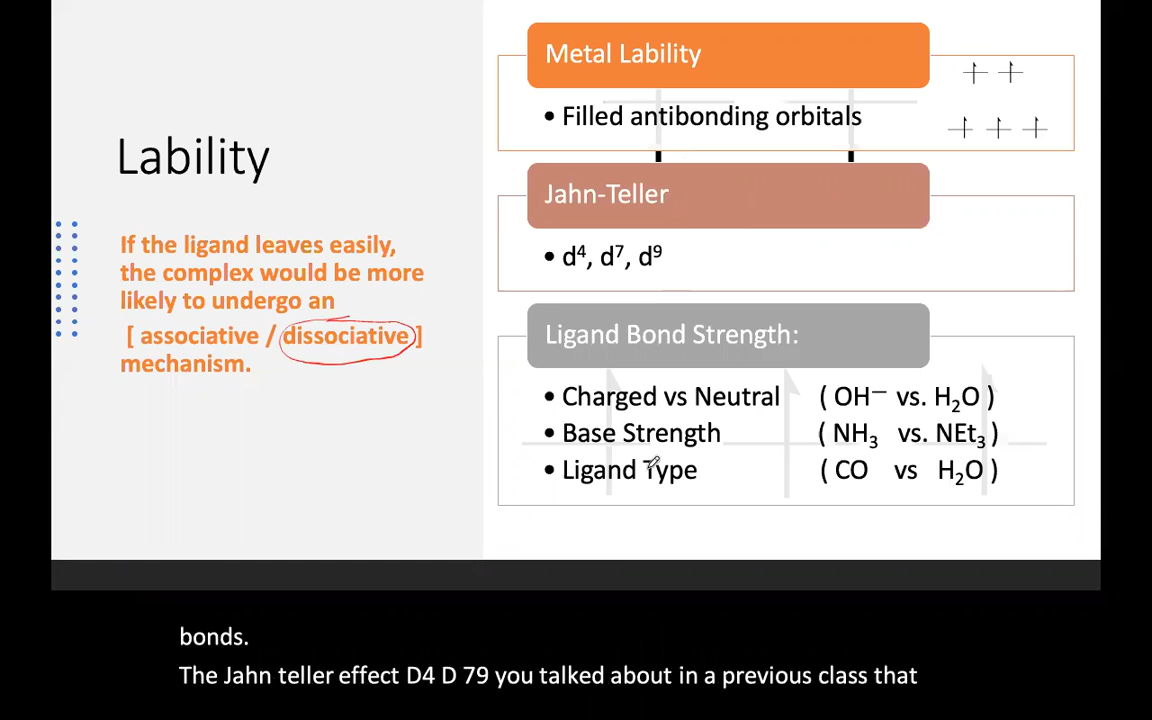 Lability
If the ligand leaves easily,
the complex would be more
likely to undergo an
[ associative / dissociative ]
mechanism.
Metal Lability
• Filled antibonding orbitals
Jahn-Teller
• d⁴, d⁷, d⁹
Ligand Bond Strength:
• Charged vs Neutral ( OH⁻ vs. H₂O )
• Base Strength ( NH₃ vs. NEt₃ )
• Ligand Type ( CO vs H₂O )
bonds.
The Jahn teller effect D4 D 79 you talked about in a previous class that